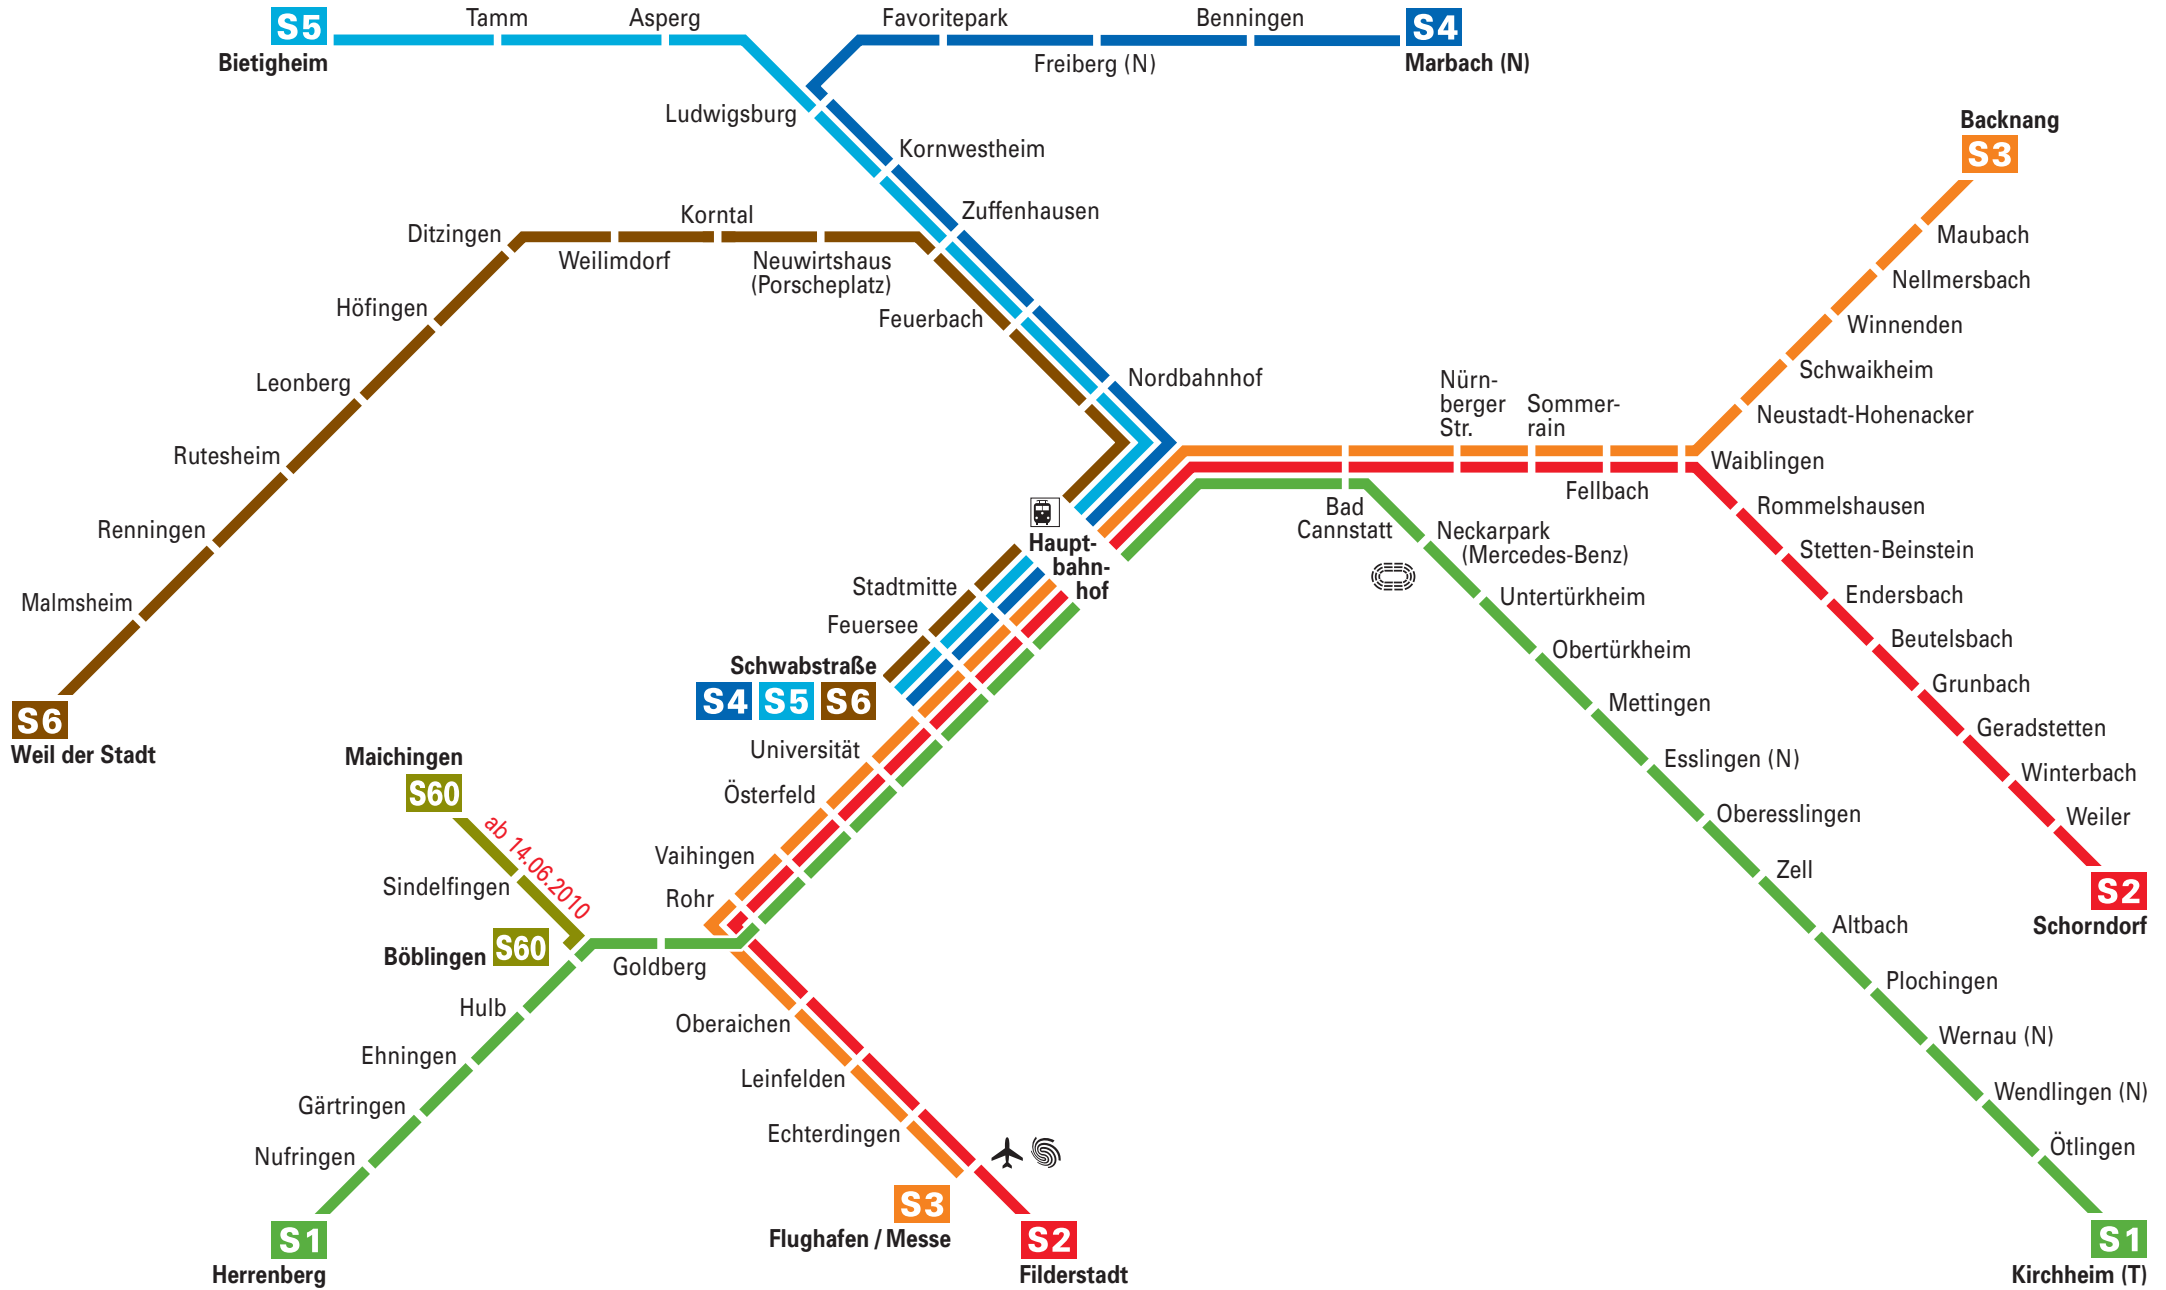 S5
Bietigheim
Tamm
Asperg
Favoritepark
Freiberg (N)
Benningen
S4
Marbach (N)
Ludwigsburg
Kornwestheim
Zuffenhausen
Backnang
S3
Maubach
Nellmersbach
Winnenden
Schwaikheim
Neustadt-Hohenacker
Waiblingen
Korntal
Ditzingen
Weilimdorf
Neuwirtshaus
(Porscheplatz)
Feuerbach
Höfingen
Leonberg
Rutesheim
Renningen
Malmsheim
S6
Weil der Stadt
Nordbahnhof
Nürn-
berger
Str.
Sommer-
rain
Fellbach
Bad
Cannstatt
Rommelshausen
Stetten-Beinstein
Endersbach
Beutelsbach
Grunbach
Geradstetten
Winterbach
Weiler
S2
Schorndorf
Neckarpark
(Mercedes-Benz)
Untertürkheim
Obertürkheim
Mettingen
Esslingen (N)
Oberesslingen
Zell
Altbach
Plochingen
Wernau (N)
Wendlingen (N)
Ötlingen
S1
Kirchheim (T)
Haupt-
bahn-
hof
Stadtmitte
Feuersee
Schwabstraße
S4 S5 S6
Universität
Österfeld
Vaihingen
Rohr
Maichingen
S60
ab 14.06.2010
Sindelfingen
Böblingen S60
Goldberg
Hulb
Ehningen
Gärtringen
Nufringen
S1
Herrenberg
Oberaichen
Leinfelden
Echterdingen
S3
Flughafen / Messe
S2
Filderstadt